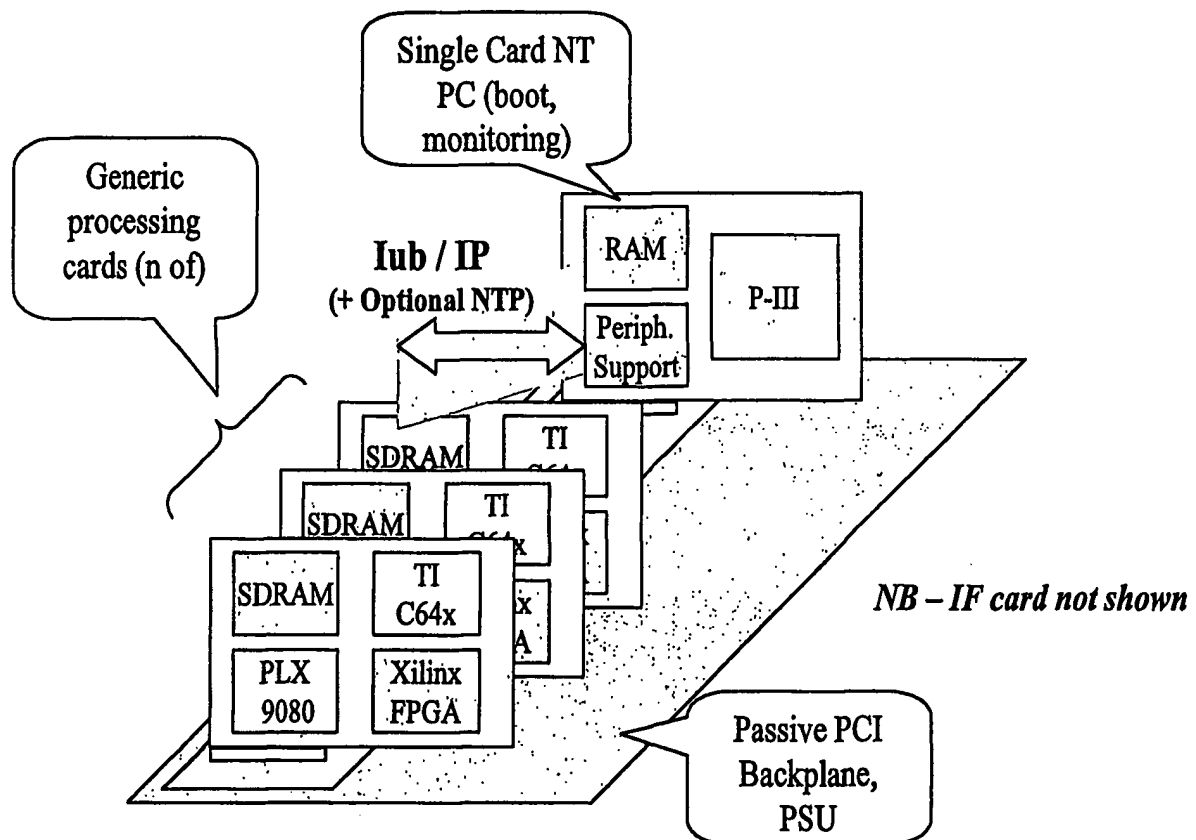 Single Card NT
PC (boot,
monitoring)
Generic
processing
cards (n of)
Iub / IP
(+ Optional NTP)
RAM
P-III
Periph.
Support
SDRAM
TI
SDRAM
TI
C64x
SDRAM
TI
C64x
PLX
9080
Xilinx
FPGA
NB – IF card not shown
Passive PCI
Backplane,
PSU